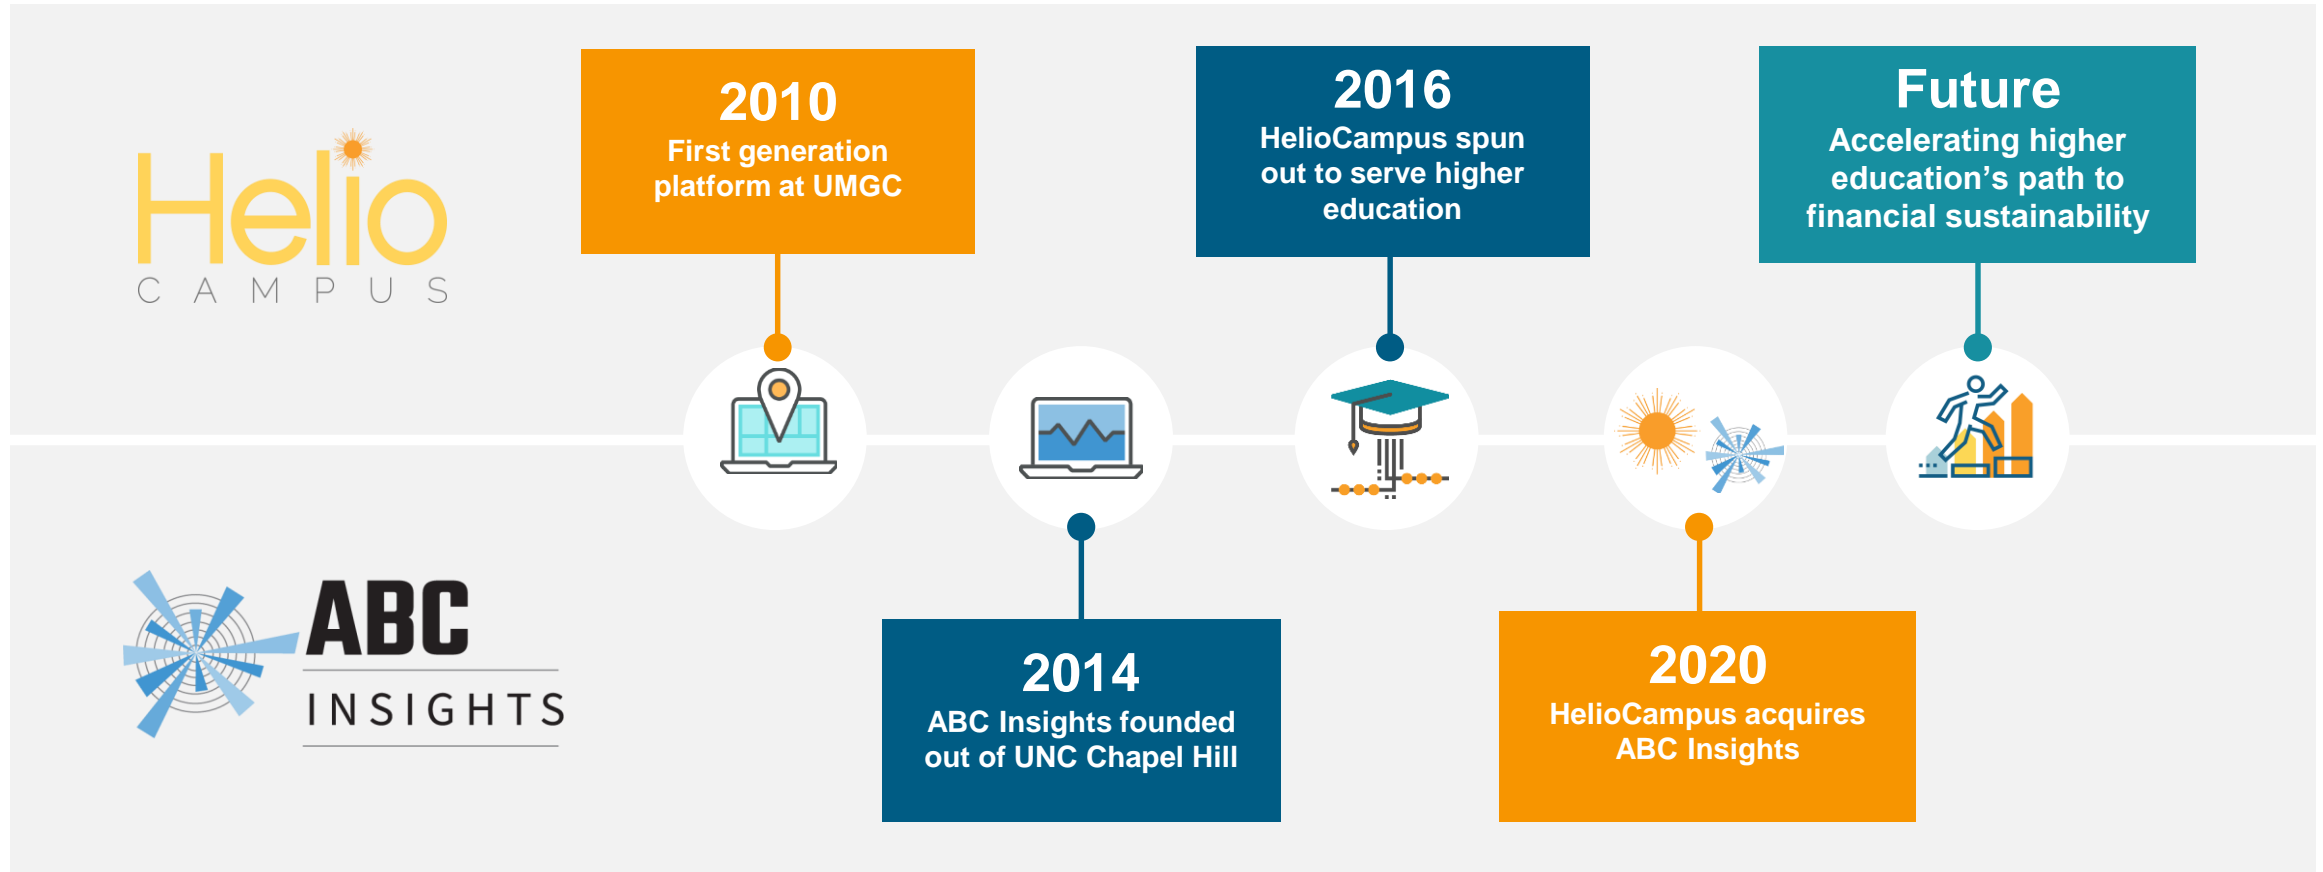 Helio
CAMPUS
2010
First generation
platform at UMGC
2016
HelioCampus spun
out to serve higher
education
Future
Accelerating higher
education’s path to
financial sustainability
ABC
INSIGHTS
2014
ABC Insights founded
out of UNC Chapel Hill
2020
HelioCampus acquires
ABC Insights